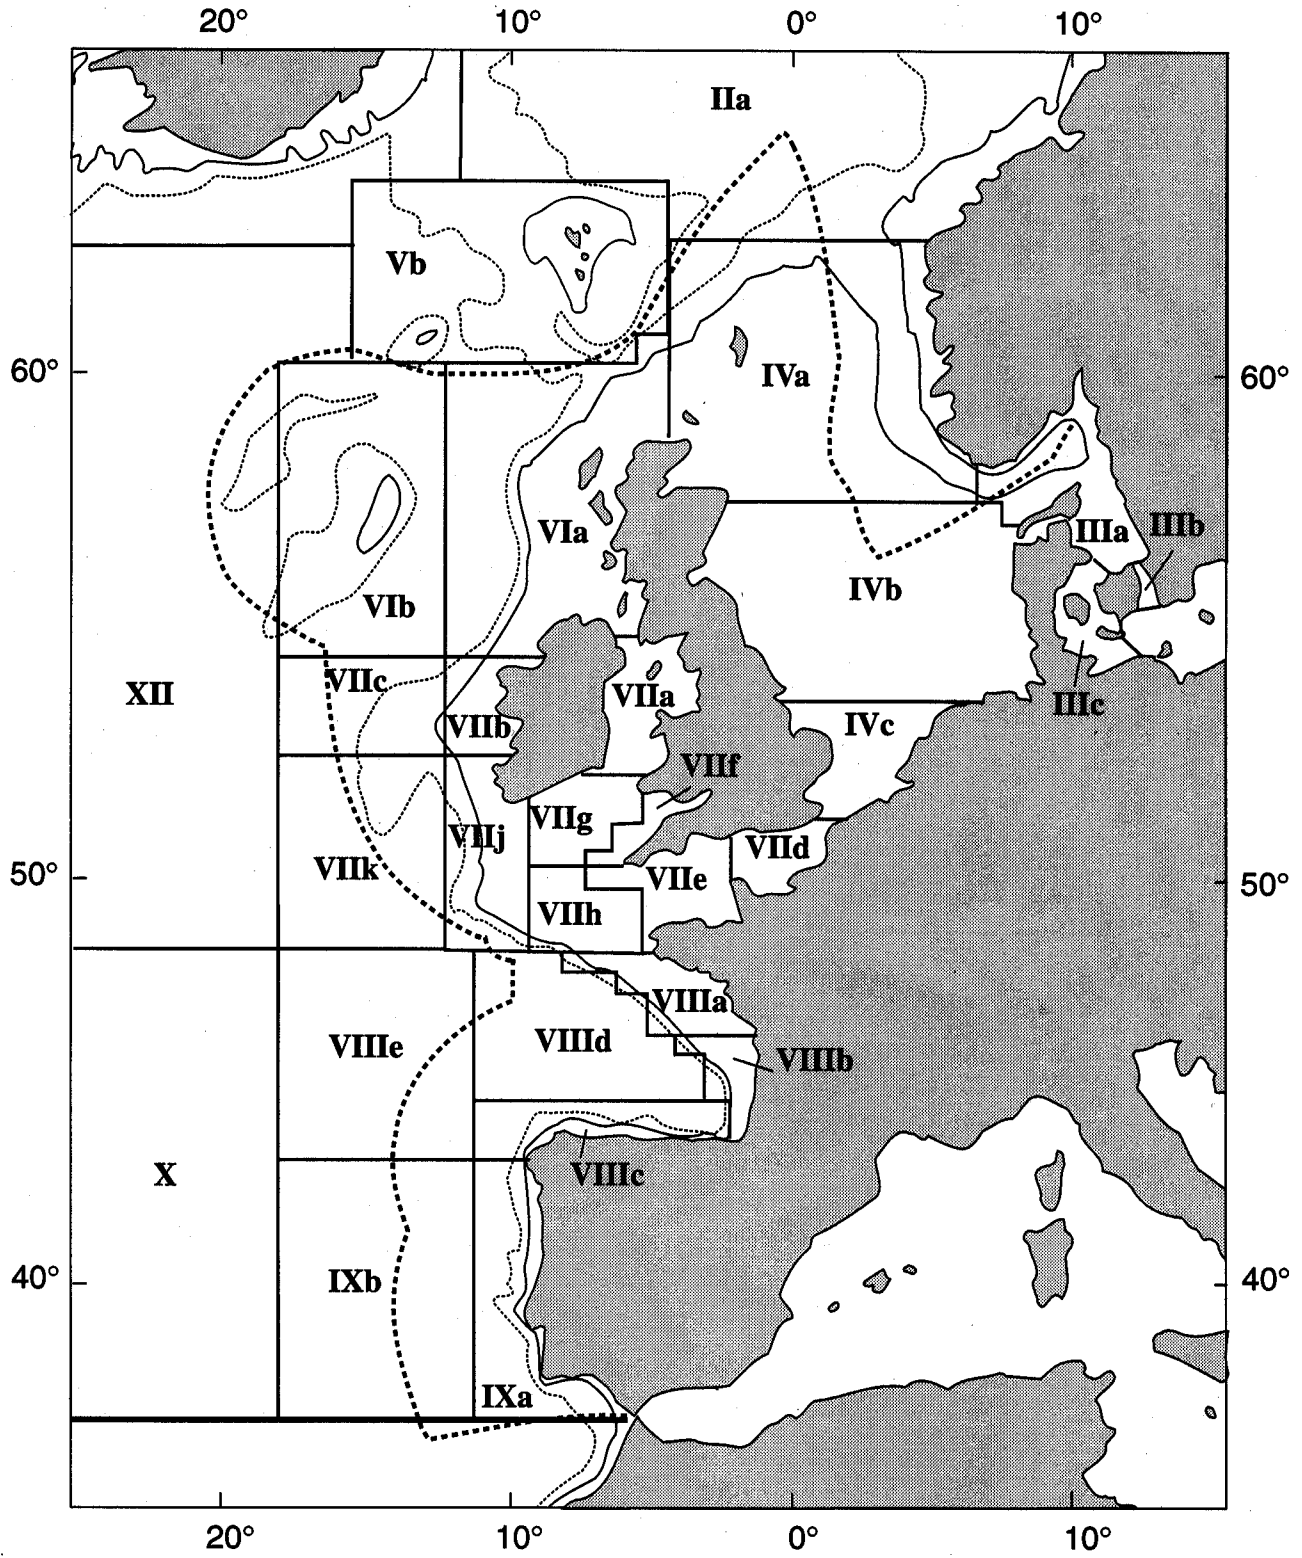 20° 10° 0° 10°
IIa
Vb
60° IVa 60°
VIa IIIa IIIb
VIb IVb
XII VIIc VIIa IIIc
VIIb IVc
VIIf
VIIg
VIIj VIId
VIIk VIIe
50° 50°
VIIh
VIIIa
VIIIe VIIId VIIIb
X VIIIc
40° IXb 40°
IXa
20° 10° 0° 10°